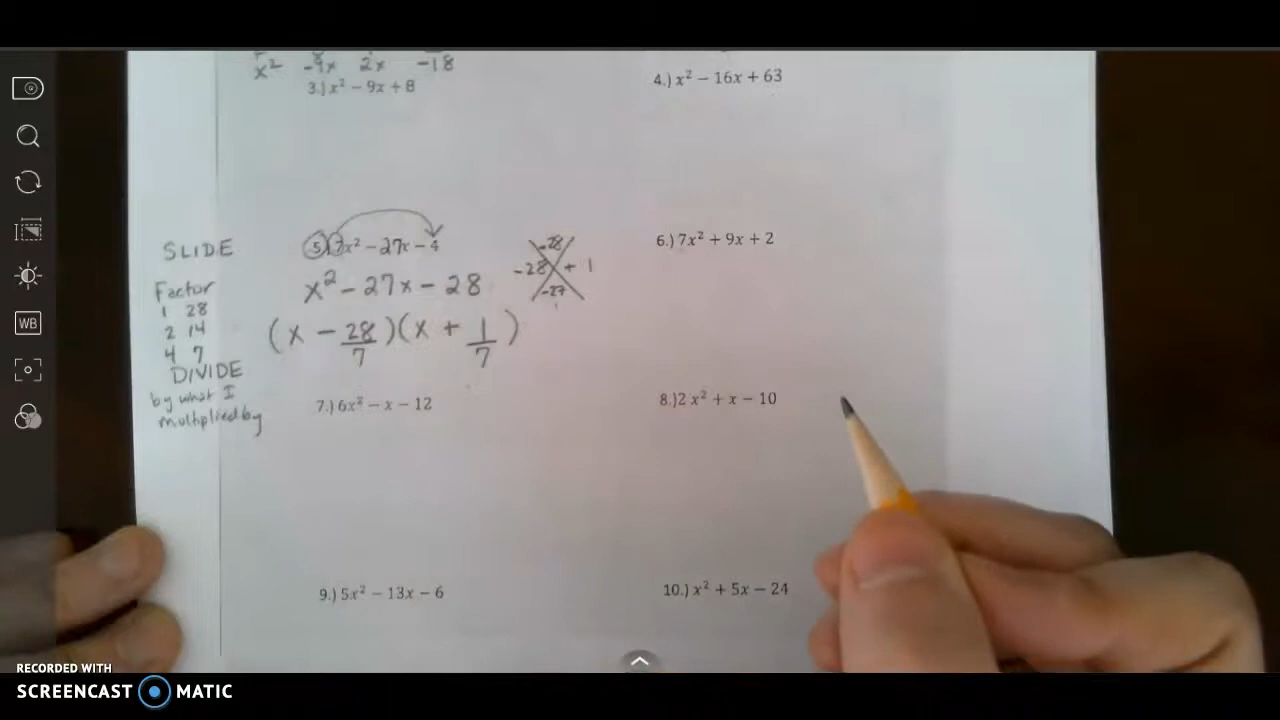 x² -9x 2x -18
3.) x² − 9x + 8
4.) x² − 16x + 63
SLIDE
5.) 7x² − 27x − 4
-28
-28 + 1
-27
6.) 7x² + 9x + 2
x² - 27x - 28
Factor
1 28
2 14
4 7
(x - 28/7)(x + 1/7)
DIVIDE
by what I
multiplied by
7.) 6x² − x − 12
8.)2 x² + x − 10
9.) 5x² − 13x − 6
10.) x² + 5x − 24
WB
RECORDED WITH
SCREENCAST MATIC